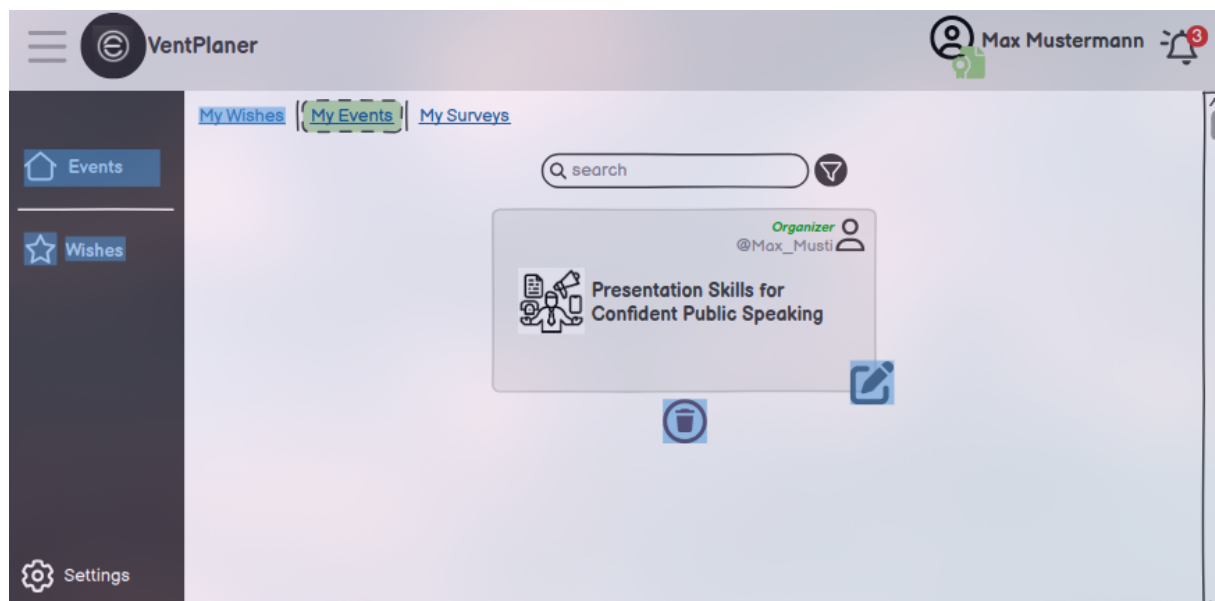 VentPlaner
Max Mustermann
3
My Wishes My Events My Surveys
Events
search
Wishes
Organizer
@Max_Musti
Presentation Skills for
Confident Public Speaking
Settings